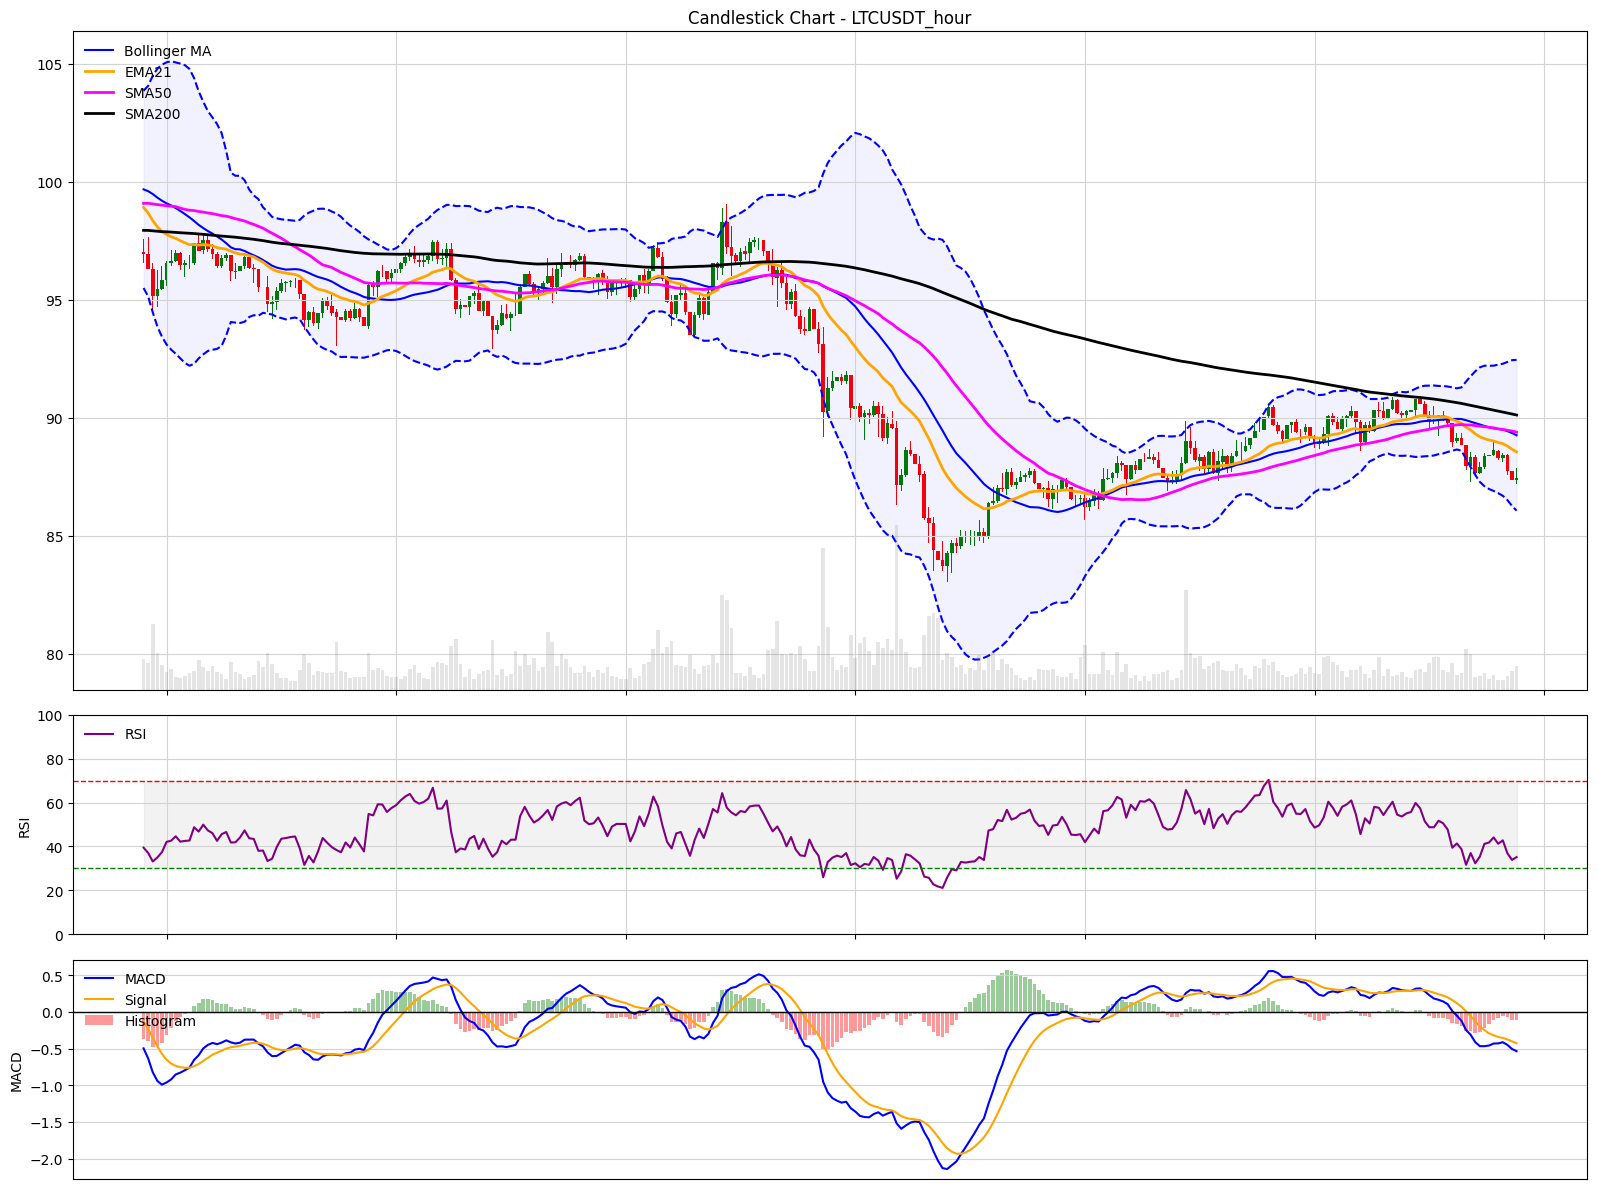 Candlestick Chart - LTCUSDT_hour
Bollinger MA
EMA21
SMA50
SMA200
105
100
95
90
85
80
RSI
100
80
60
40
20
0
RSI
MACD
Signal
Histogram
0.5
0.0
−0.5
−1.0
−1.5
−2.0
MACD